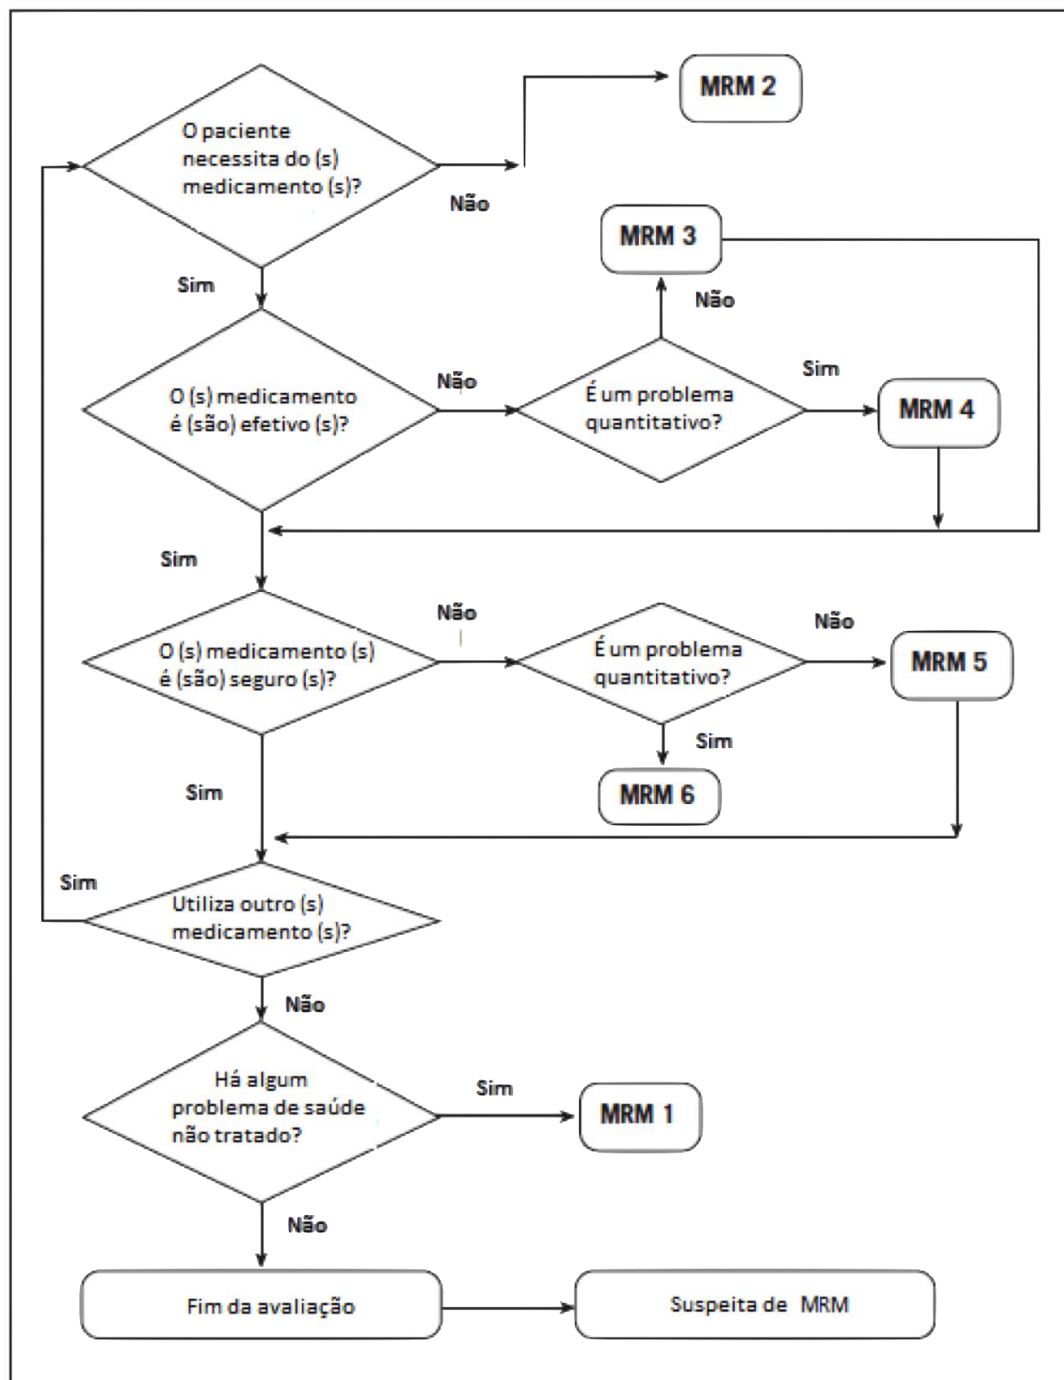 O paciente
necessita do (s)
medicamento (s)?
Não
MRM 2
Sim
O (s) medicamento
é (são) efetivo (s)?
Não
É um problema
quantitativo?
Não
MRM 3
Sim
MRM 4
Sim
O (s) medicamento (s)
é (são) seguro (s)?
Não
É um problema
quantitativo?
Não
MRM 5
Sim
MRM 6
Sim
Utiliza outro (s)
medicamento (s)?
Sim
Não
Há algum
problema de saúde
não tratado?
Sim
MRM 1
Não
Fim da avaliação
Suspeita de MRM